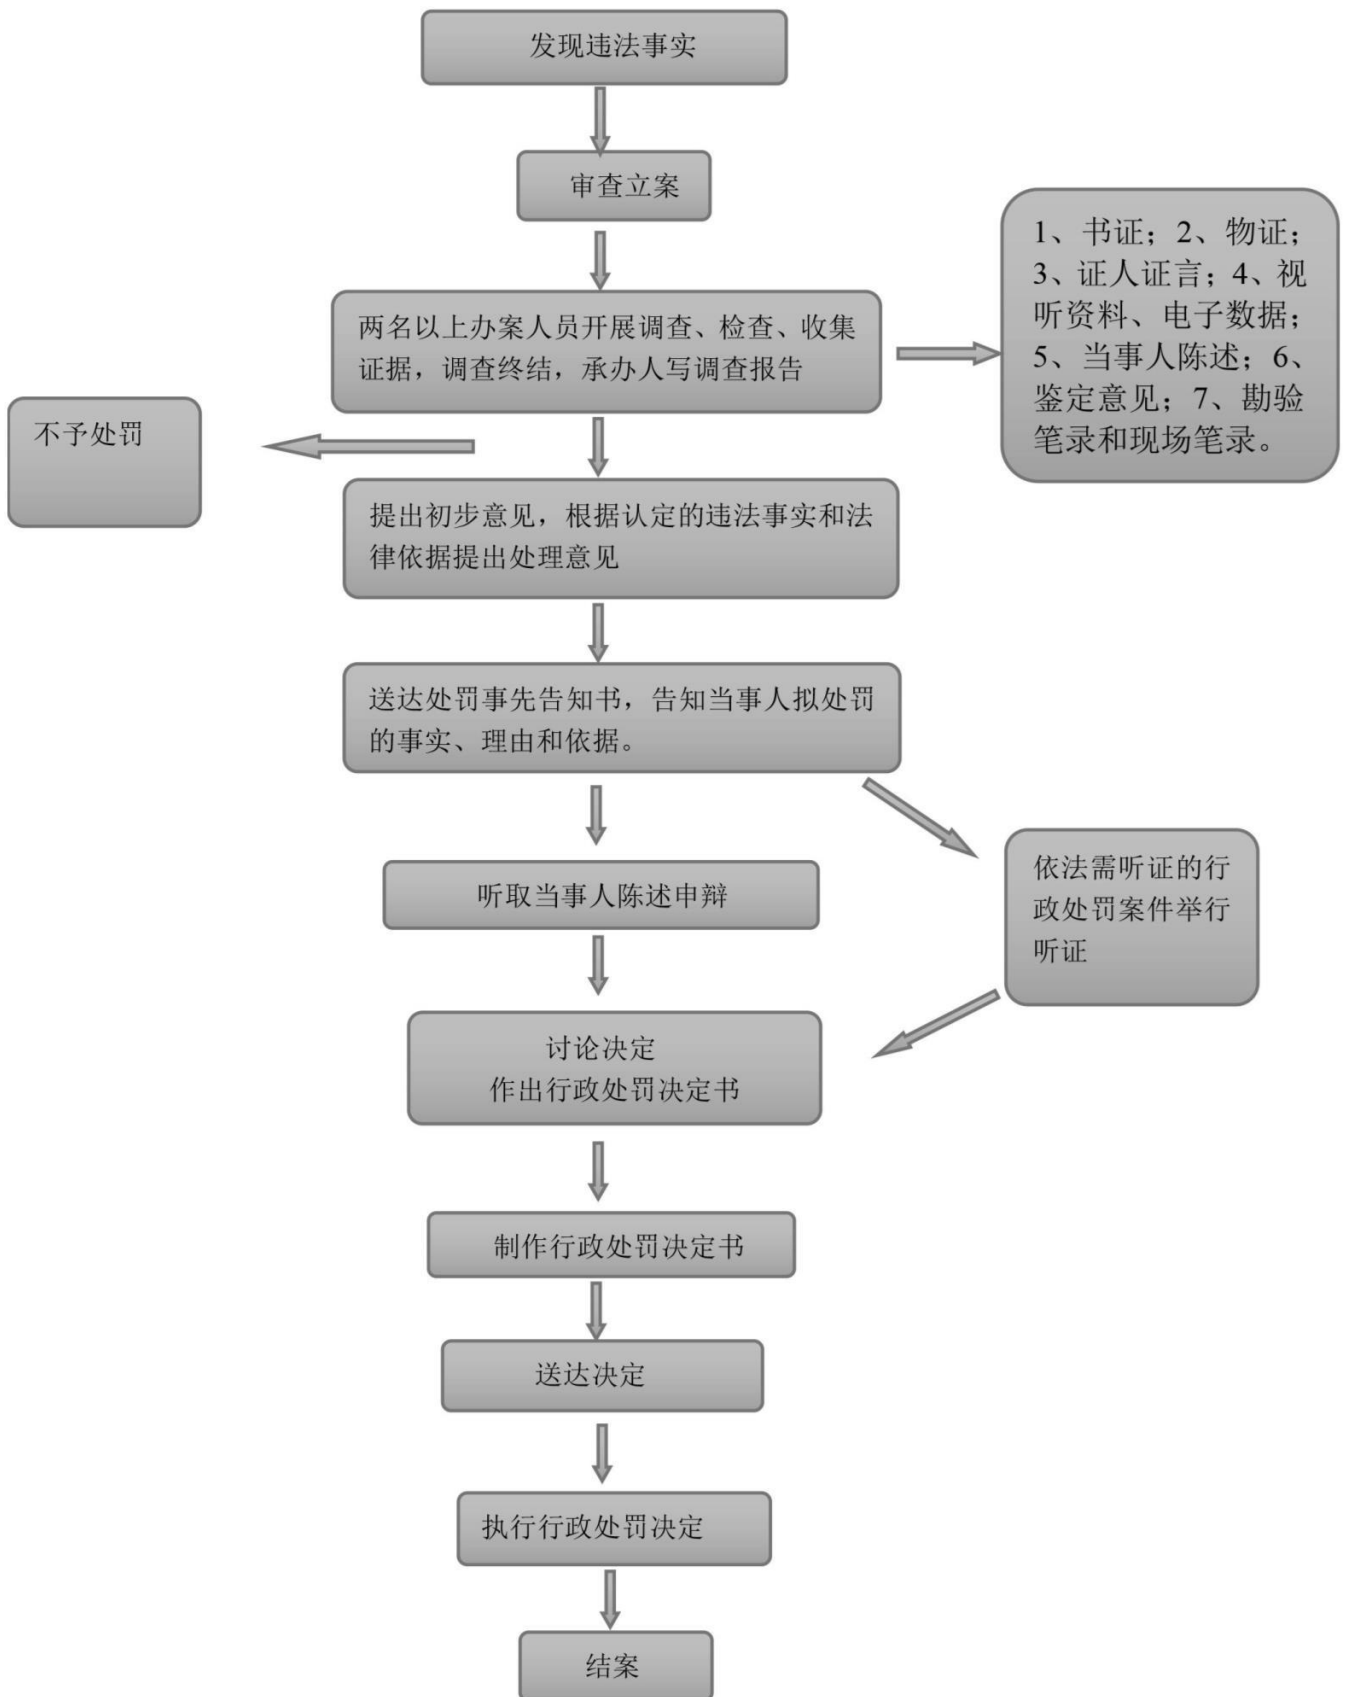 发现违法事实
审查立案
1、书证；2、物证；
3、证人证言；4、视
听资料、电子数据；
5、当事人陈述；6、
鉴定意见；7、勘验
笔录和现场笔录。
两名以上办案人员开展调查、检查、收集
证据，调查终结，承办人写调查报告
不予处罚
提出初步意见，根据认定的违法事实和法
律依据提出处理意见
送达处罚事先告知书，告知当事人拟处罚
的事实、理由和依据。
听取当事人陈述申辩
依法需听证的行
政处罚案件举行
听证
讨论决定
作出行政处罚决定书
制作行政处罚决定书
送达决定
执行行政处罚决定
结案